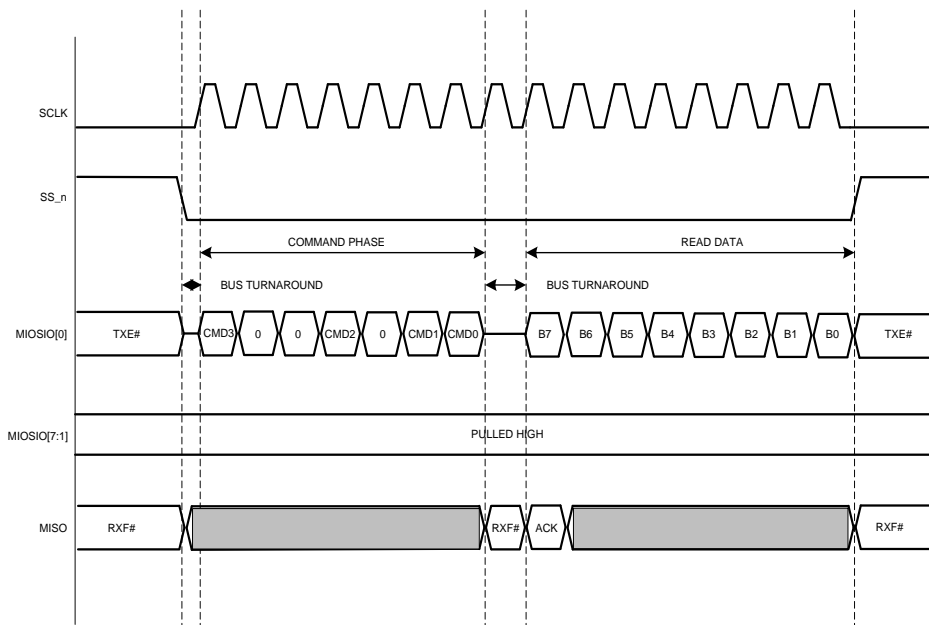 SCLK
SS_n
COMMAND PHASE READ DATA
BUS TURNAROUND BUS TURNAROUND
MIOSIO[0] TXE# CMD3 0 0 CMD2 0 CMD1 CMD0 B7 B6 B5 B4 B3 B2 B1 B0 TXE#
MIOSIO[7:1] PULLED HIGH
MISO RXF# RXF# ACK RXF#